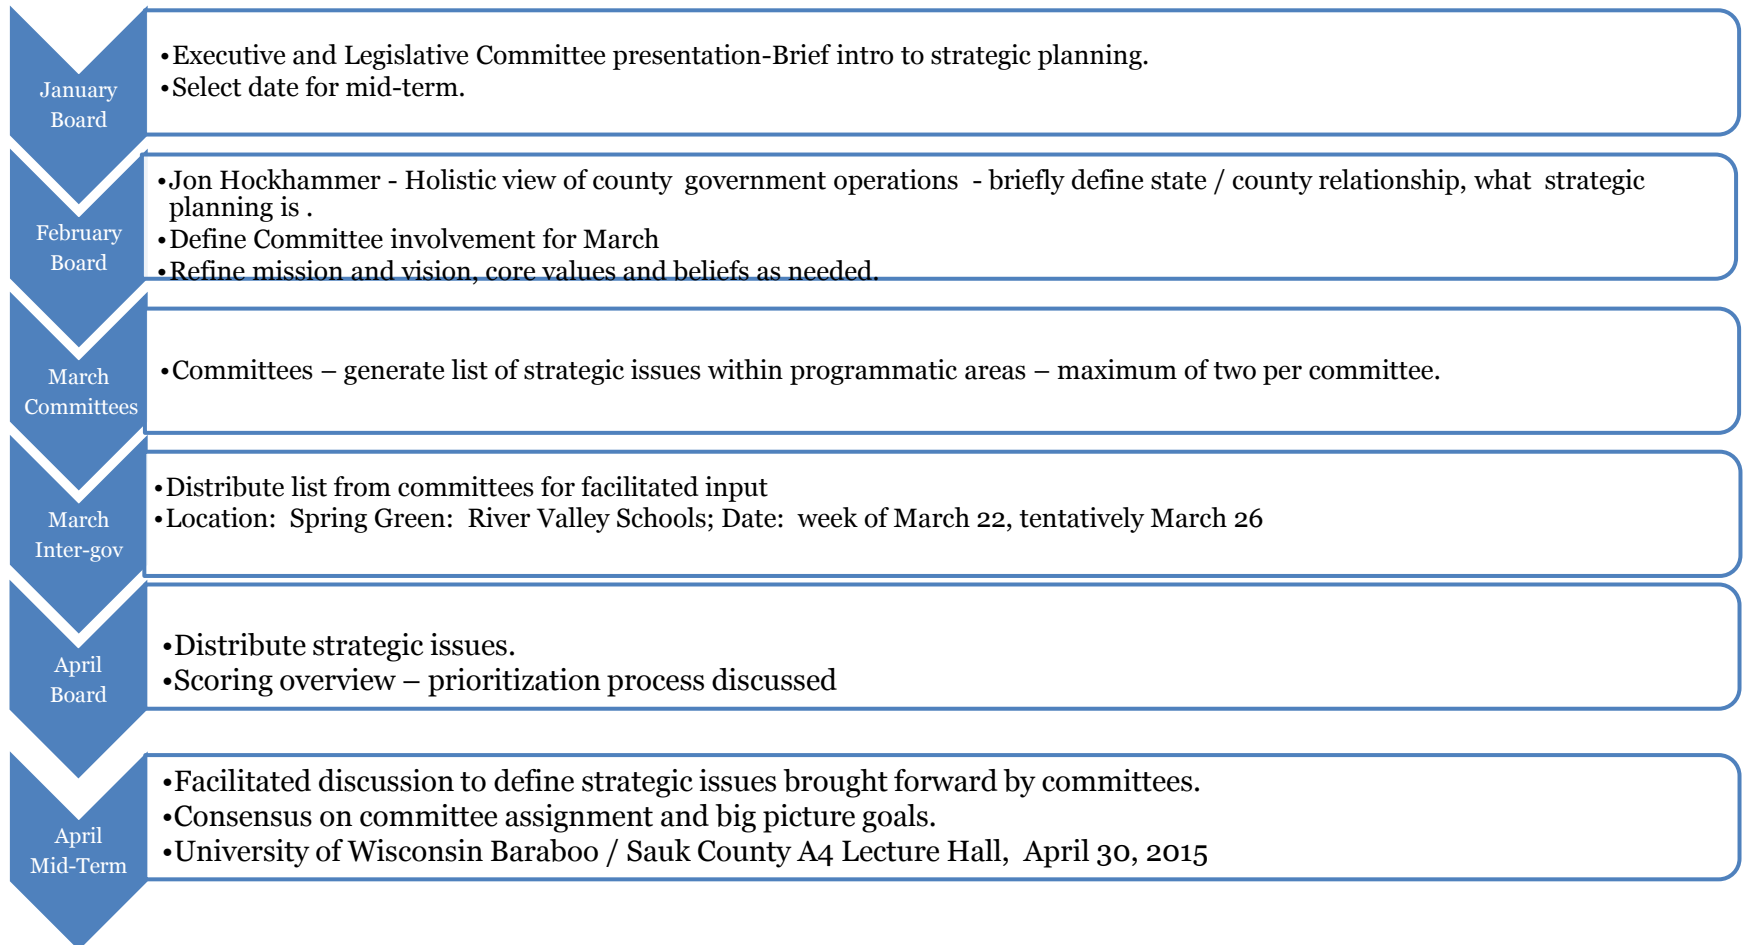 January
Board
•Executive and Legislative Committee presentation-Brief intro to strategic planning.
•Select date for mid-term.
February
Board
•Jon Hockhammer - Holistic view of county government operations - briefly define state / county relationship, what strategic
planning is .
•Define Committee involvement for March
•Refine mission and vision, core values and beliefs as needed.
March
Committees
•Committees – generate list of strategic issues within programmatic areas – maximum of two per committee.
March
Inter-gov
•Distribute list from committees for facilitated input
•Location: Spring Green: River Valley Schools; Date: week of March 22, tentatively March 26
April
Board
•Distribute strategic issues.
•Scoring overview – prioritization process discussed
April
Mid-Term
•Facilitated discussion to define strategic issues brought forward by committees.
•Consensus on committee assignment and big picture goals.
•University of Wisconsin Baraboo / Sauk County A4 Lecture Hall, April 30, 2015